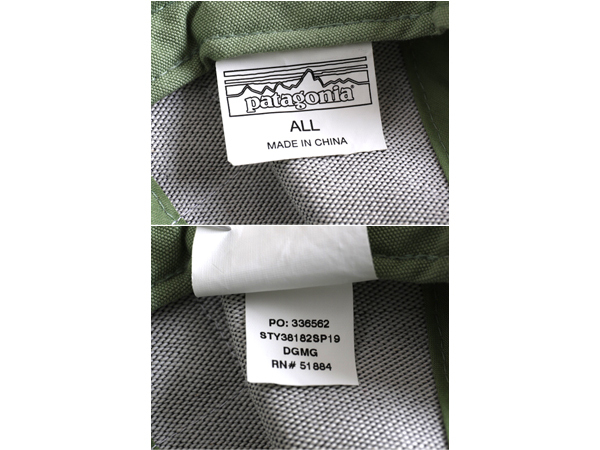 patagonia
ALL
MADE IN CHINA
PO: 336562
STY38182SP19
DGMG
RN# 51884